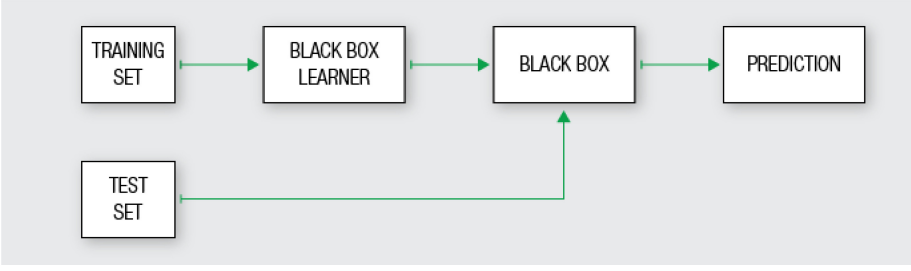 TRAINING
SET
BLACK BOX
LEARNER
BLACK BOX
PREDICTION
TEST
SET